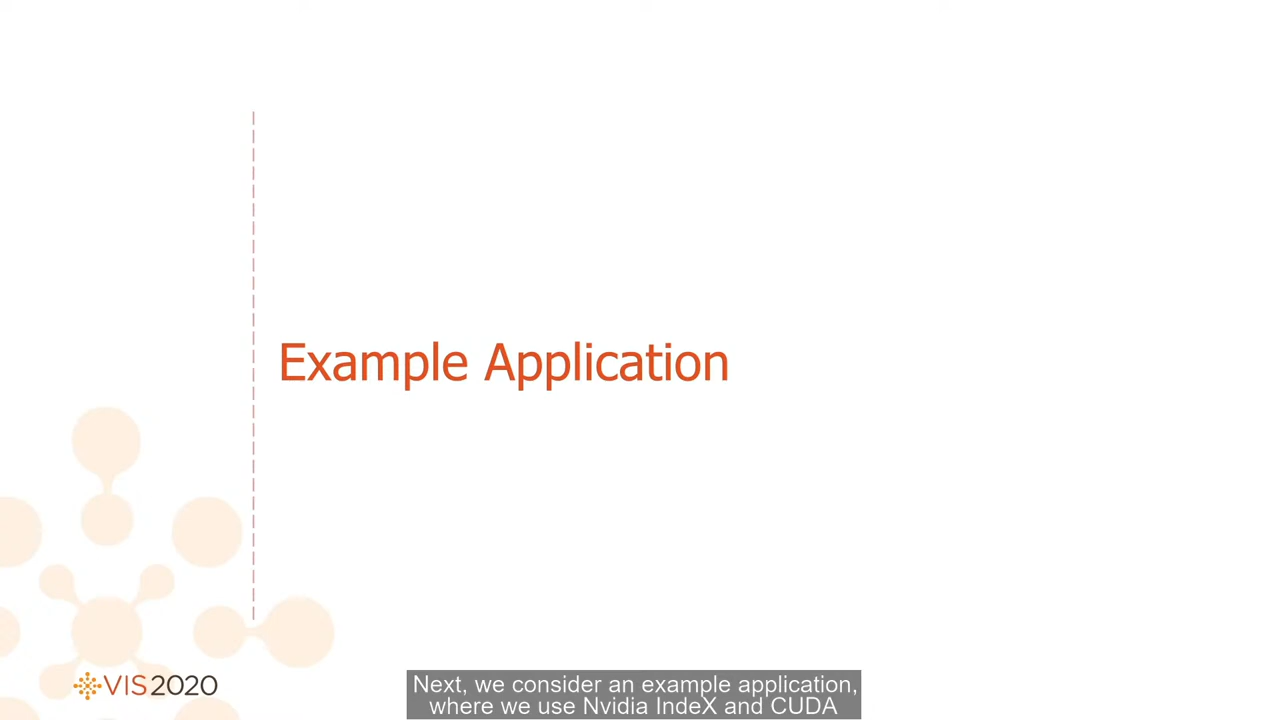 Example Application
VIS2020
Next, we consider an example application,
where we use Nvidia IndeX and CUDA